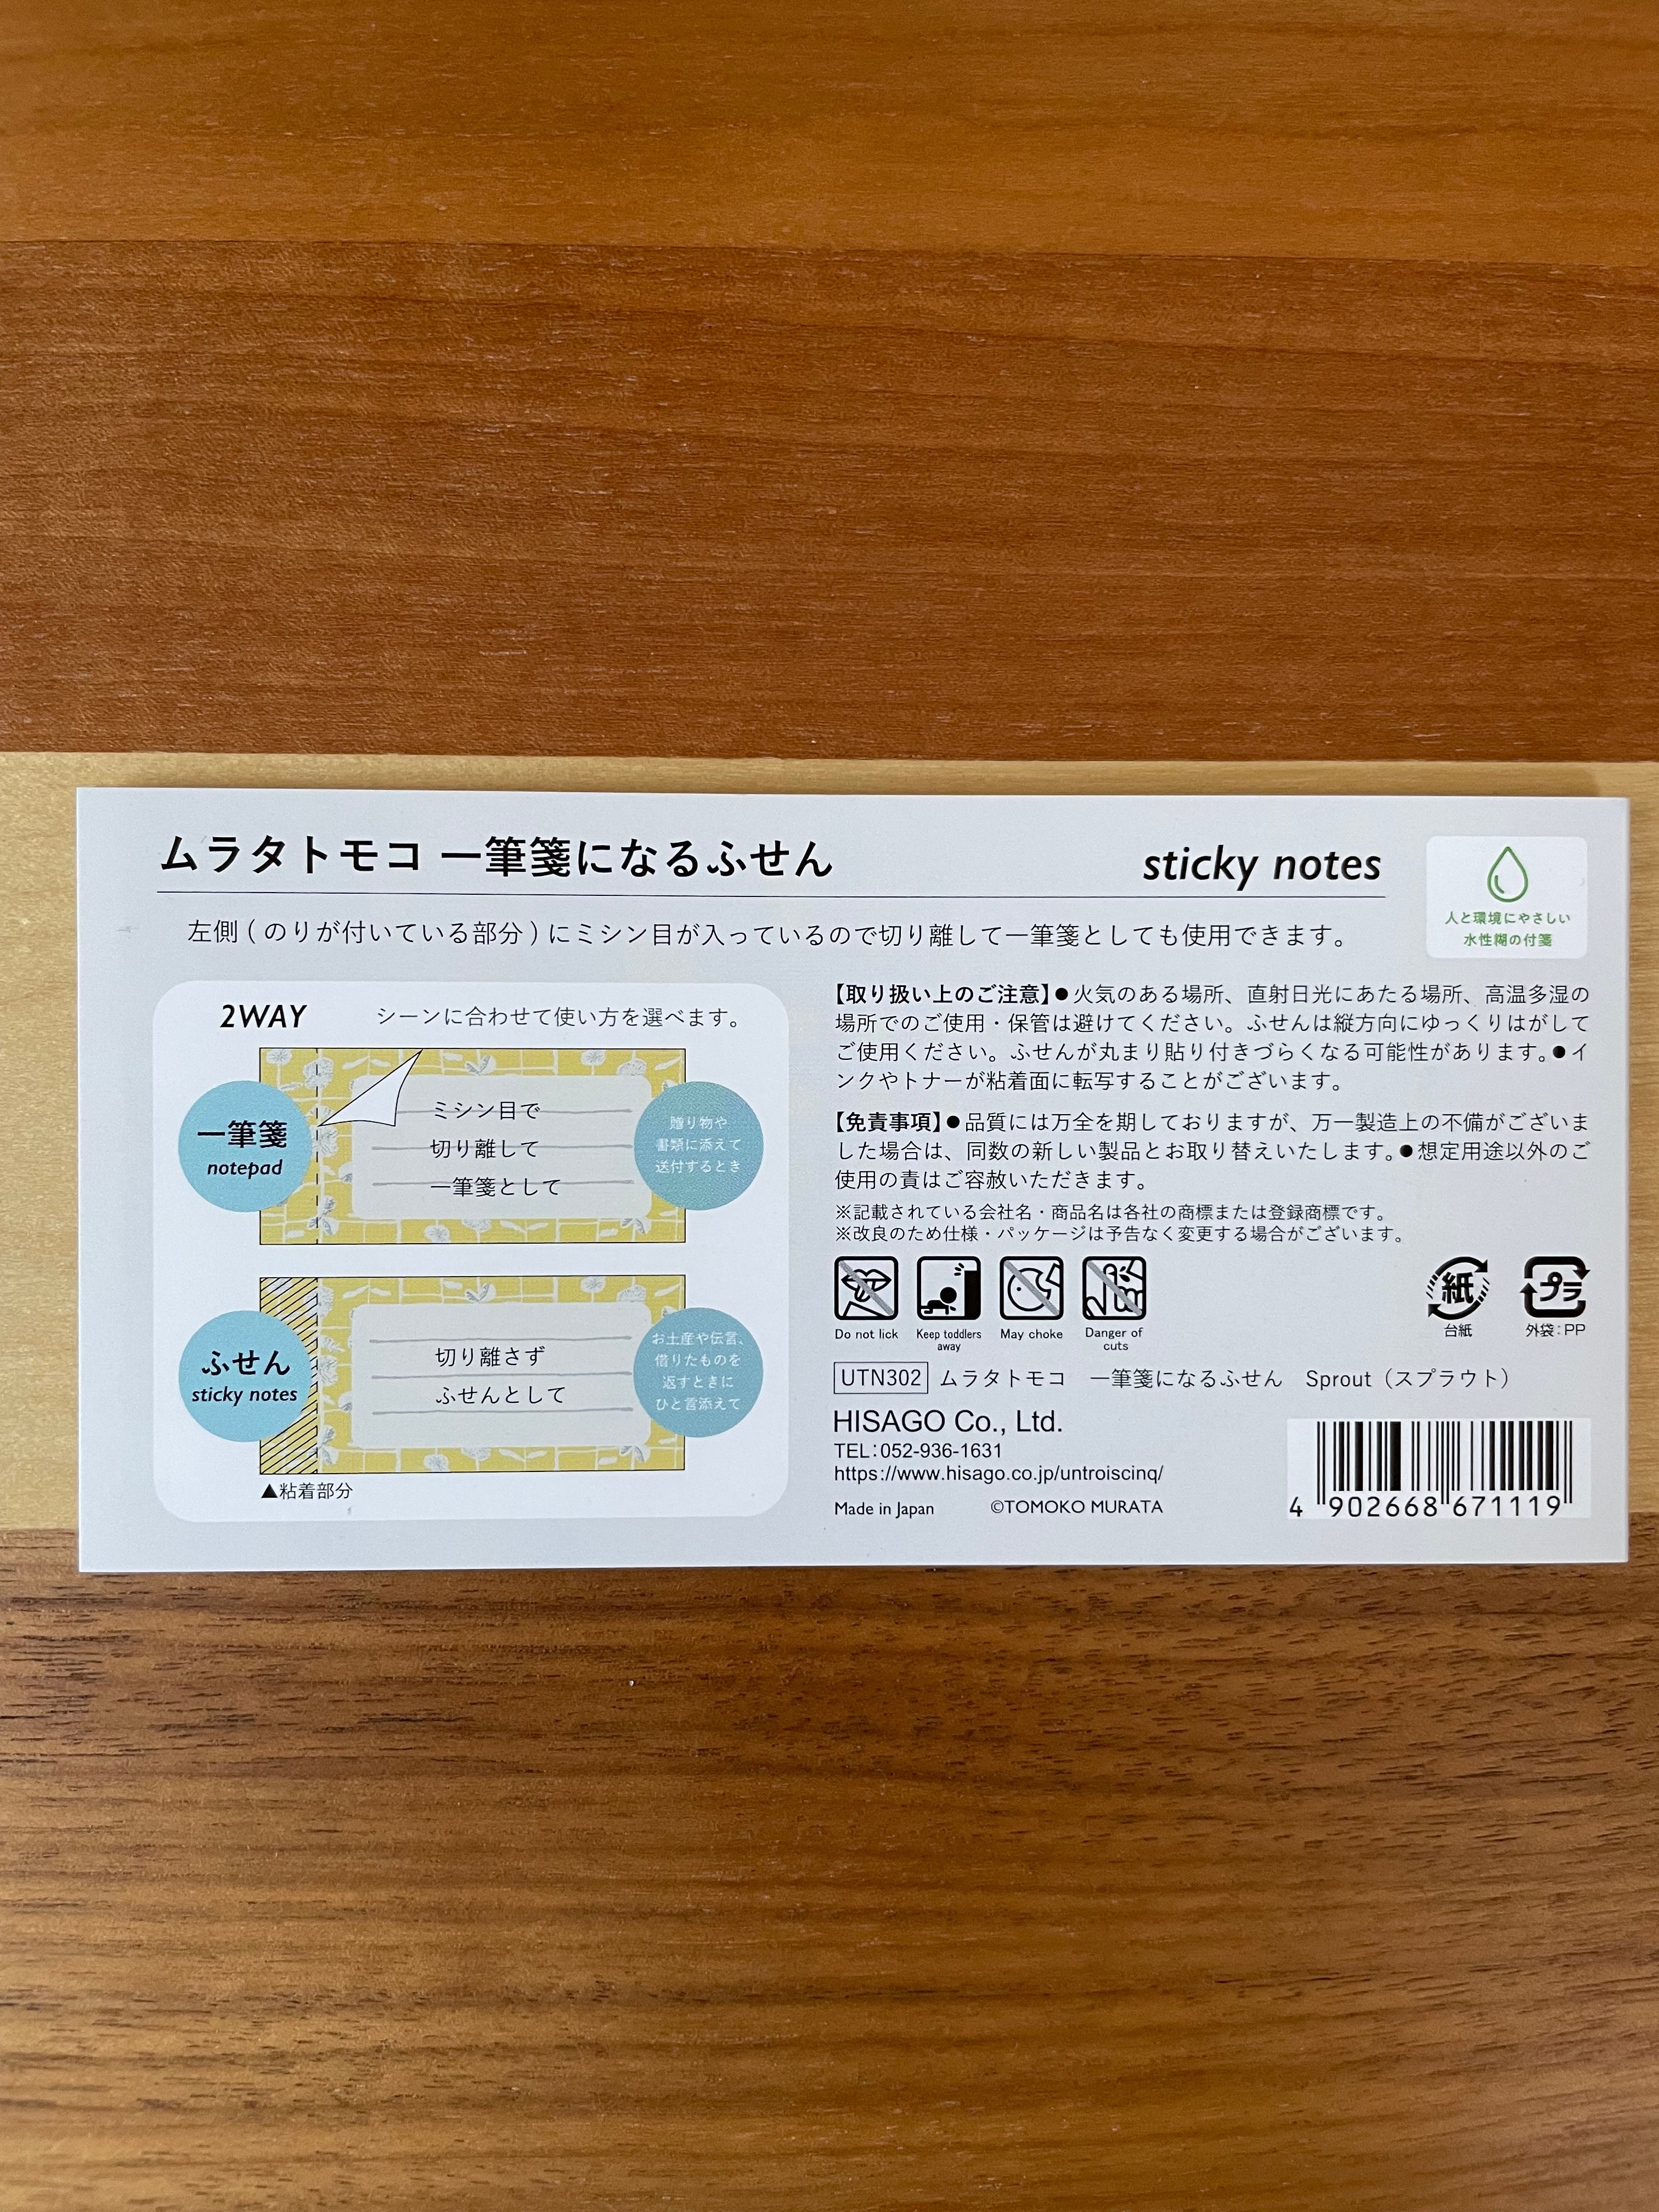 ムラタトモコ 一筆箋になるふせん
sticky notes
人と環境にやさしい
水性糊の付箋
左側(のりが付いている部分)にミシン目が入っているので切り離して一筆箋としても使用できます。
2WAY
シーンに合わせて使い方を選べます。
一筆箋
notepad
ミシン目で
切り離して
一筆箋として
贈り物や
書類に添えて
送付するとき
ふせん
sticky notes
切り離さず
ふせんとして
お土産や伝言、
借りたものを
返すときに
ひと言添えて
▲粘着部分
【取り扱い上のご注意】●火気のある場所、直射日光にあたる場所、高温多湿の
場所でのご使用・保管は避けてください。ふせんは縦方向にゆっくりはがして
ご使用ください。ふせんが丸まり貼り付きづらくなる可能性があります。●イ
ンクやトナーが粘着面に転写することがございます。
【免責事項】●品質には万全を期しておりますが、万一製造上の不備がございま
した場合は、同数の新しい製品とお取り替えいたします。●想定用途以外のご
使用の責はご容赦いただきます。
※記載されている会社名・商品名は各社の商標または登録商標です。
※改良のため仕様・パッケージは予告なく変更する場合がございます。
Do not lick
Keep toddlers
away
May choke
Danger of
cuts
紙
台紙
プラ
外袋:PP
UTN302 ムラタトモコ 一筆箋になるふせん Sprout(スプラウト)
HISAGO Co., Ltd.
TEL:052-936-1631
https://www.hisago.co.jp/untroiscinq/
Made in Japan ©TOMOKO MURATA
4 902668 671119